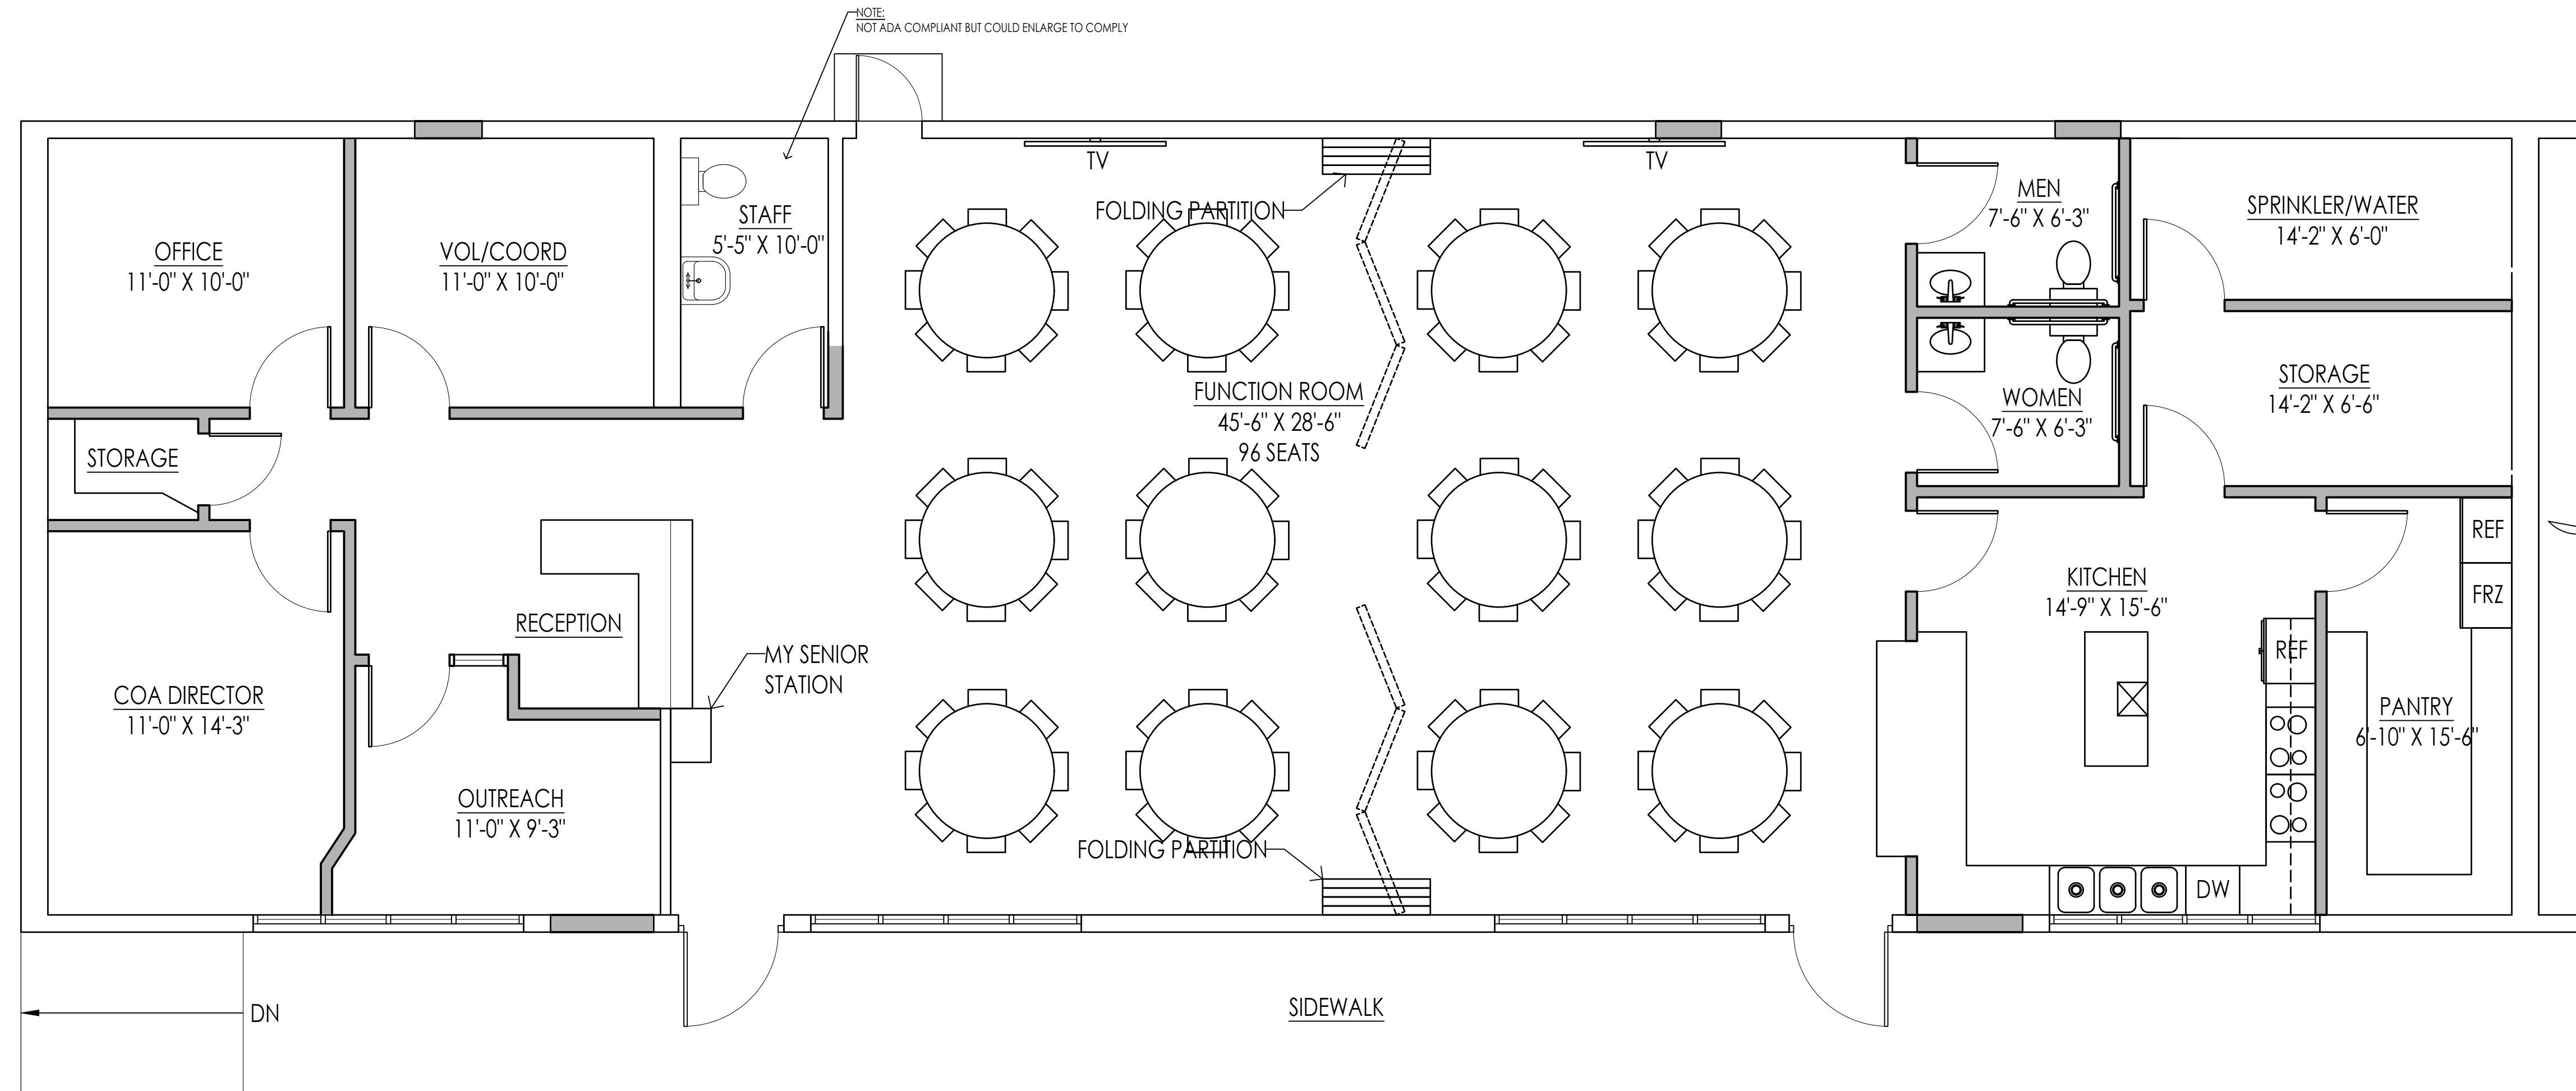 NOTE:
NOT ADA COMPLIANT BUT COULD ENLARGE TO COMPLY
OFFICE
11'-0" X 10'-0"
VOL/COORD
11'-0" X 10'-0"
STAFF
5'-5" X 10'-0"
TV
FOLDING PARTITION
TV
MEN
7'-6" X 6'-3"
SPRINKLER/WATER
14'-2" X 6'-0"
STORAGE
FUNCTION ROOM
45'-6" X 28'-6"
96 SEATS
WOMEN
7'-6" X 6'-3"
STORAGE
14'-2" X 6'-6"
RECEPTION
MY SENIOR
STATION
COA DIRECTOR
11'-0" X 14'-3"
OUTREACH
11'-0" X 9'-3"
FOLDING PARTITION
KITCHEN
14'-9" X 15'-6"
REF
FRZ
REF
PANTRY
6'-10" X 15'-6"
DW
DN
SIDEWALK